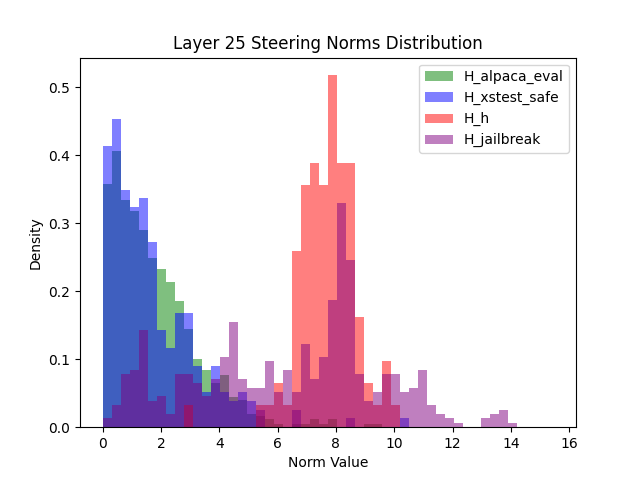 Layer 25 Steering Norms Distribution
H_alpaca_eval
H_xstest_safe
H_h
H_jailbreak
Density
0.5
0.4
0.3
0.2
0.1
0.0
0 2 4 6 8 10 12 14 16
Norm Value